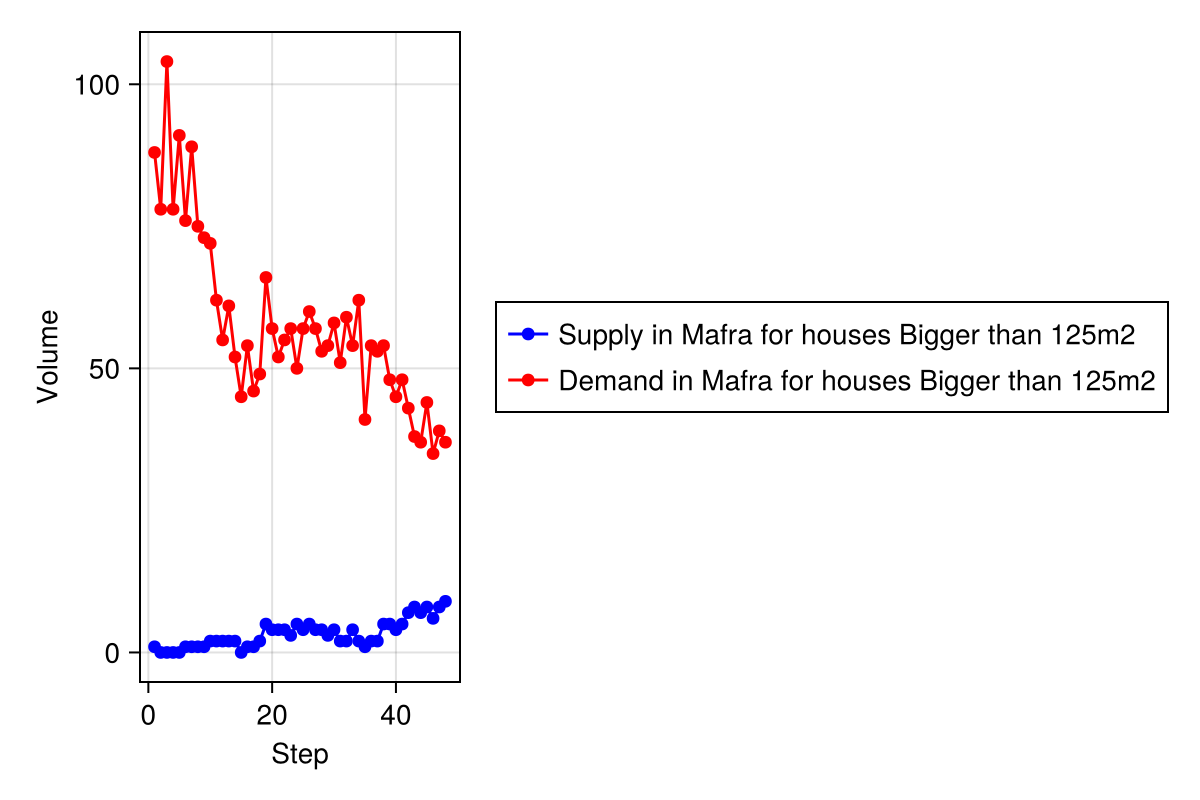 100
50
0
Volume
0 20 40
Step
Supply in Mafra for houses Bigger than 125m2
Demand in Mafra for houses Bigger than 125m2